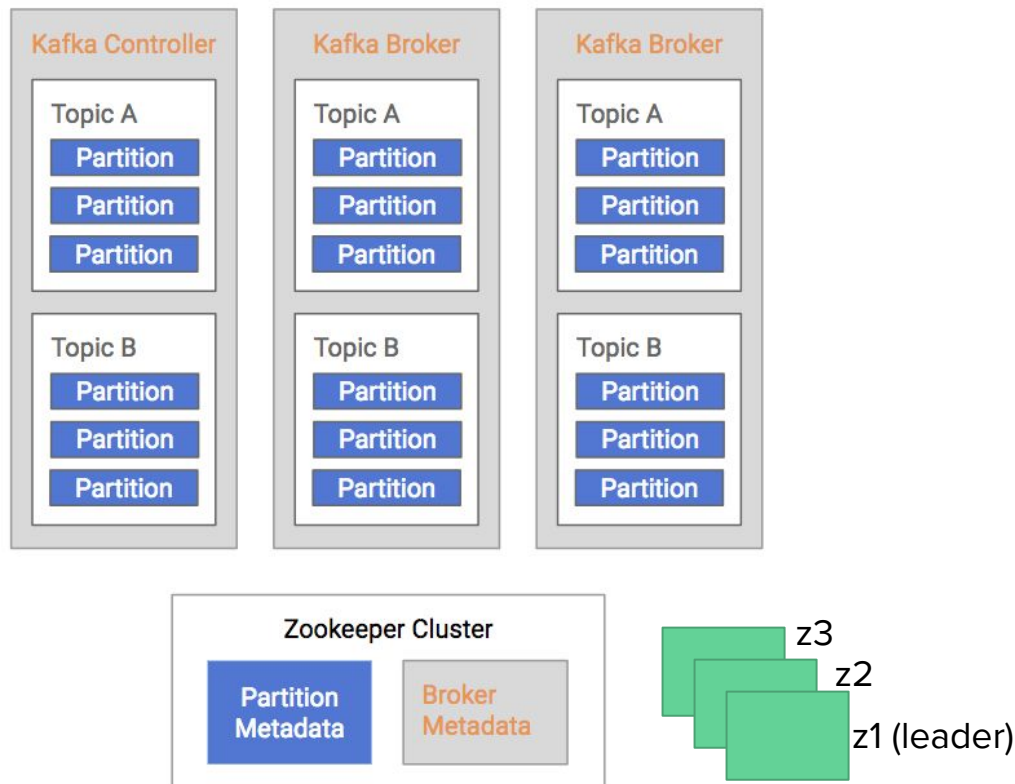 Kafka Controller
Topic A
Partition
Partition
Partition
Topic B
Partition
Partition
Partition
Kafka Broker
Topic A
Partition
Partition
Partition
Topic B
Partition
Partition
Partition
Kafka Broker
Topic A
Partition
Partition
Partition
Topic B
Partition
Partition
Partition
Zookeeper Cluster
Partition
Metadata
Broker
Metadata
z3
z2
z1 (leader)